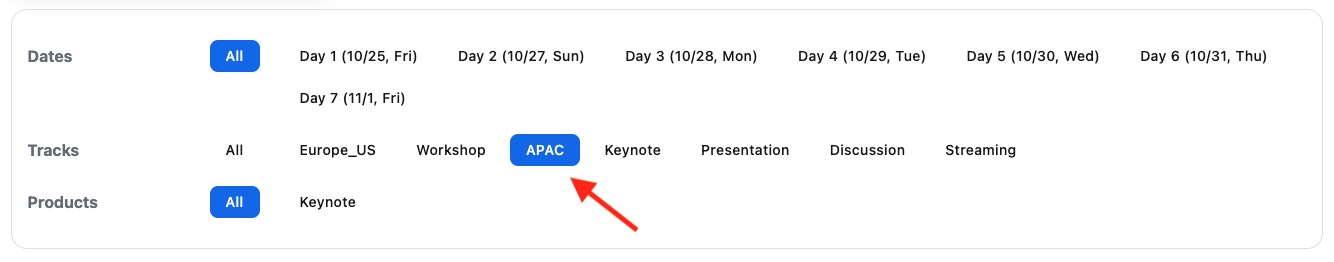 Dates All Day 1 (10/25, Fri) Day 2 (10/27, Sun) Day 3 (10/28, Mon) Day 4 (10/29, Tue) Day 5 (10/30, Wed) Day 6 (10/31, Thu)
Day 7 (11/1, Fri)
Tracks All Europe_US Workshop APAC Keynote Presentation Discussion Streaming
Products All Keynote